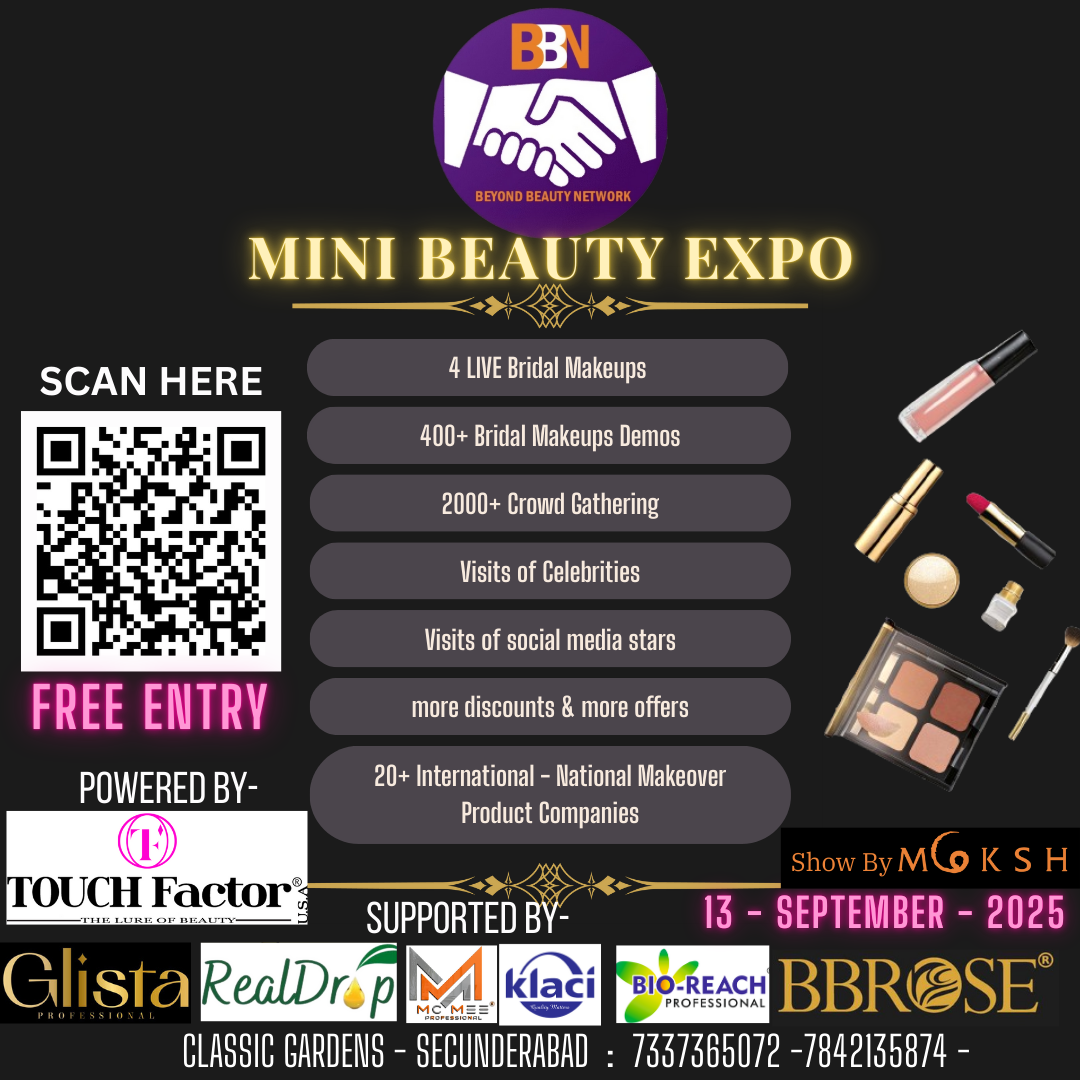 BBN
BEYOND BEAUTY NETWORK
MINI BEAUTY EXPO
4 LIVE Bridal Makeups
400+ Bridal Makeups Demos
2000+ Crowd Gathering
Visits of Celebrities
Visits of social media stars
more discounts & more offers
20+ International - National Makeover
Product Companies
SCAN HERE
FREE ENTRY
POWERED BY-
TF
TOUCH Factor® U.S.A
THE LURE OF BEAUTY
Show By MOKSH
13 - SEPTEMBER - 2025
SUPPORTED BY-
Glista
PROFESSIONAL
RealDrop
M
MC MEE®
PROFESSIONAL
klaci
Quality Matters
BIO-REACH
PROFESSIONAL
BBROSE®
CLASSIC GARDENS - SECUNDERABAD : 7337365072 -7842135874 -